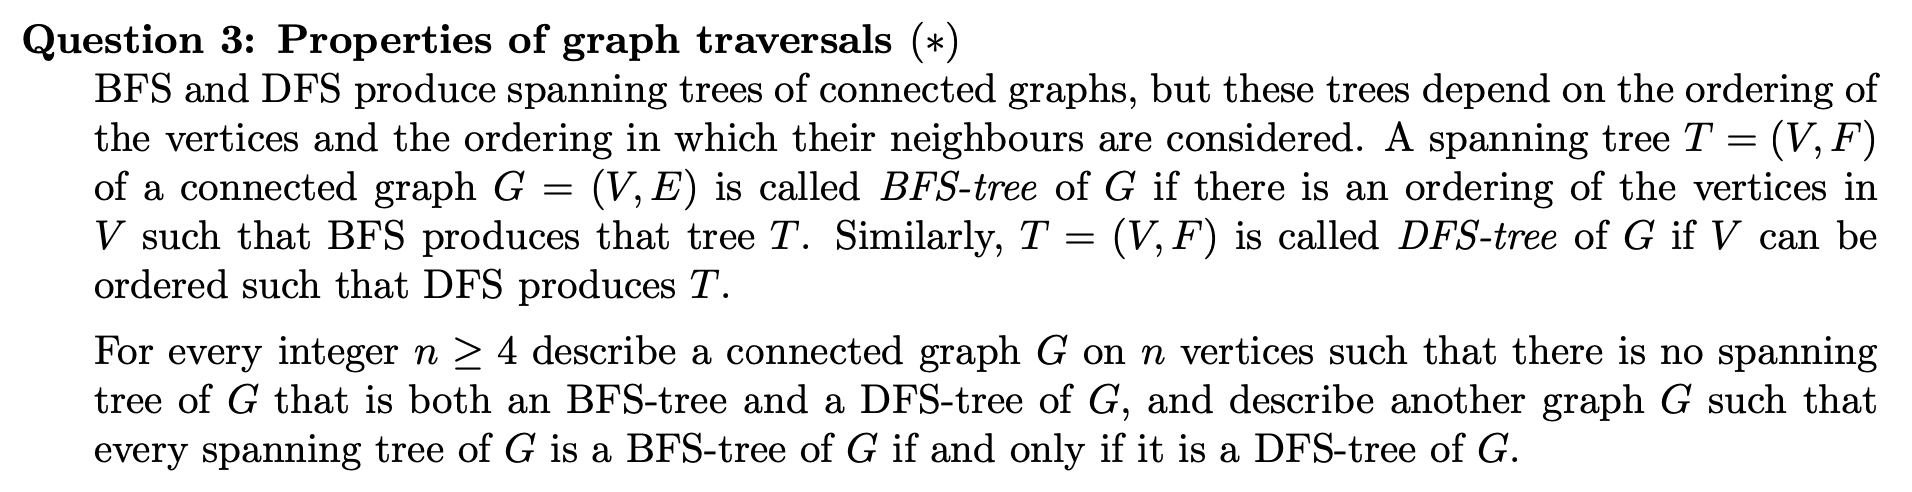 Question 3: Properties of graph traversals (∗)
BFS and DFS produce spanning trees of connected graphs, but these trees depend on the ordering of
the vertices and the ordering in which their neighbours are considered. A spanning tree T = (V, F)
of a connected graph G = (V, E) is called BFS-tree of G if there is an ordering of the vertices in
V such that BFS produces that tree T. Similarly, T = (V, F) is called DFS-tree of G if V can be
ordered such that DFS produces T.
For every integer n ≥ 4 describe a connected graph G on n vertices such that there is no spanning
tree of G that is both an BFS-tree and a DFS-tree of G, and describe another graph G such that
every spanning tree of G is a BFS-tree of G if and only if it is a DFS-tree of G.